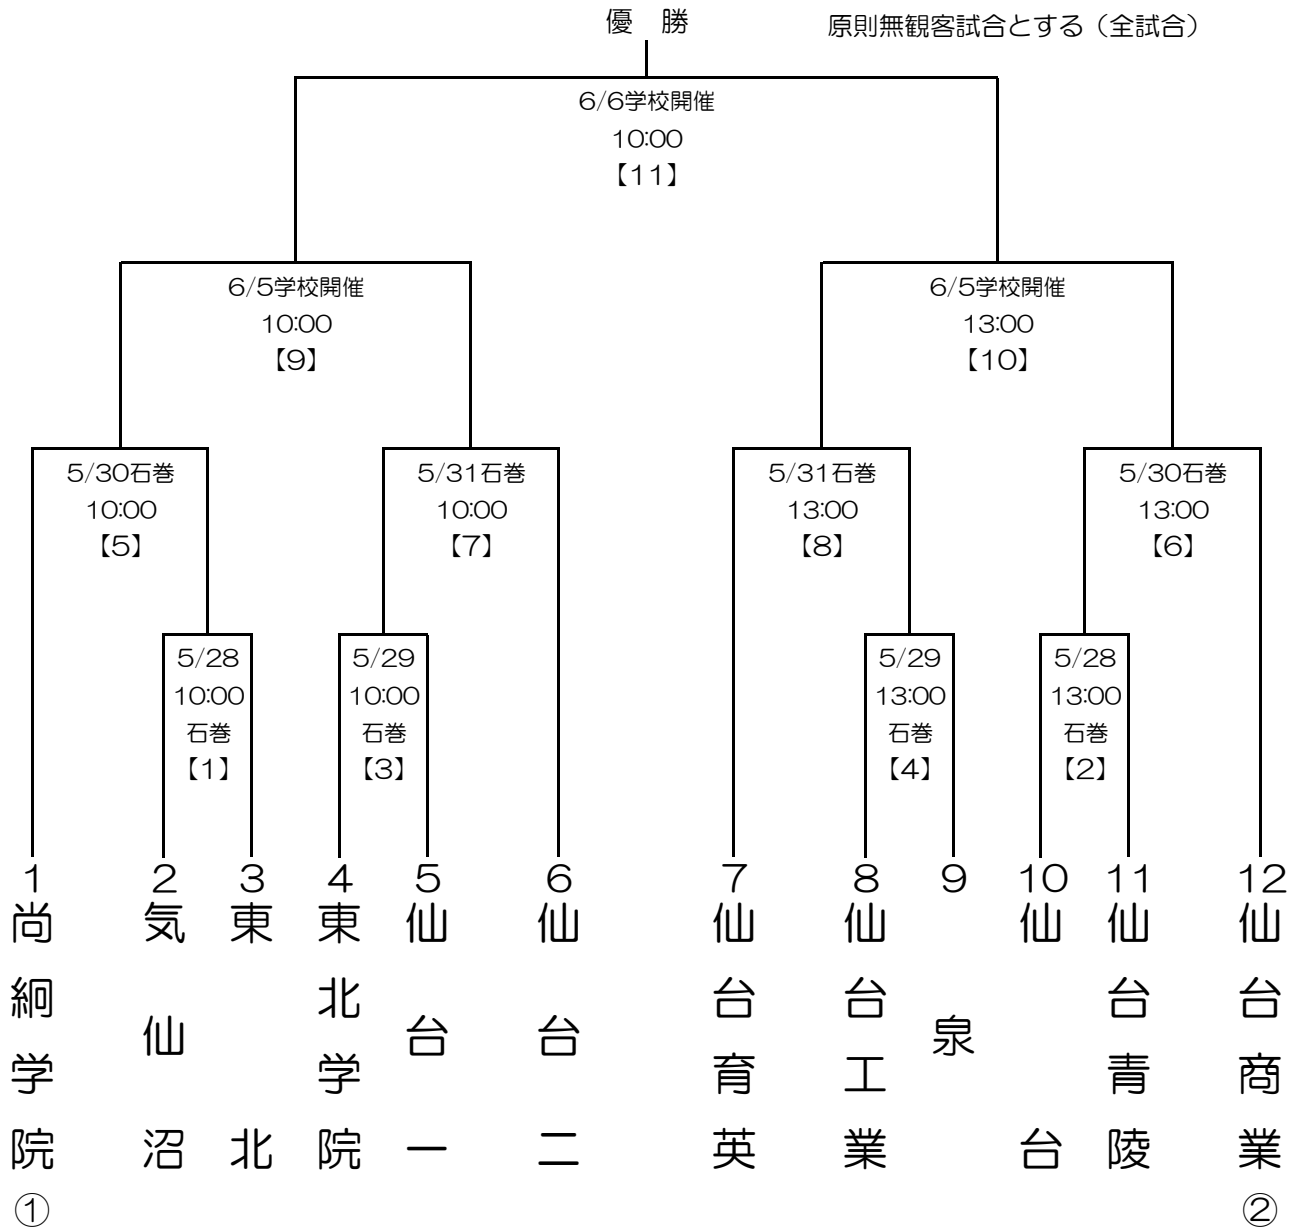 優　勝
原則無観客試合とする（全試合）
6/6学校開催
10:00
【11】
6/5学校開催
10:00
【9】
6/5学校開催
13:00
【10】
5/30石巻
10:00
【5】
5/31石巻
10:00
【7】
5/31石巻
13:00
【8】
5/30石巻
13:00
【6】
5/28
10:00
石巻
【1】
5/29
10:00
石巻
【3】
5/29
13:00
石巻
【4】
5/28
13:00
石巻
【2】
1
尚絅学院
①
2
気仙沼
3
東北
4
東北学院
5
仙台一
6
仙台二
7
仙台育英
8
仙台工業
9
泉
10
仙台
11
仙台青陵
12
仙台商業
②